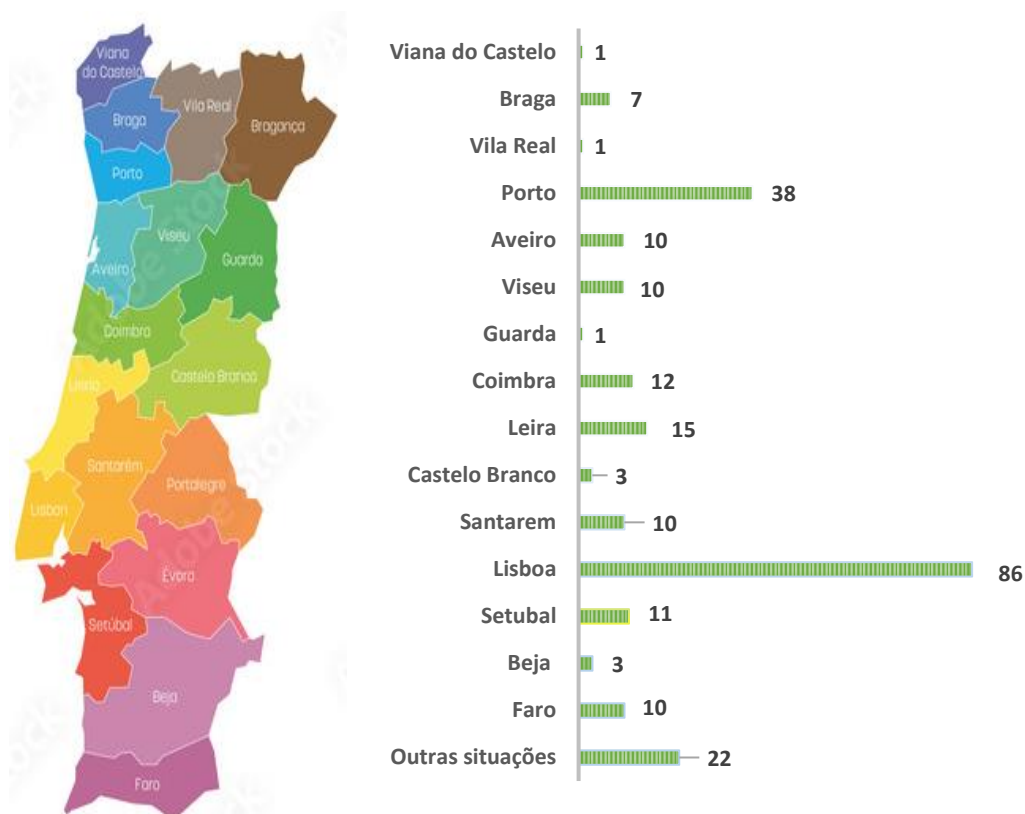 Viana
do Castelo
Braga
Vila Real
Bragança
Porto
Viseu
Aveiro
Guarda
Coimbra
Castelo Branco
Santarém
Portalegre
Lisbon
Évora
Setúbal
Beja
Faro
Adobe Stock
Viana do Castelo 1
Braga 7
Vila Real 1
Porto 38
Aveiro 10
Viseu 10
Guarda 1
Coimbra 12
Leira 15
Castelo Branco 3
Santarem 10
Lisboa 86
Setubal 11
Beja 3
Faro 10
Outras situações 22